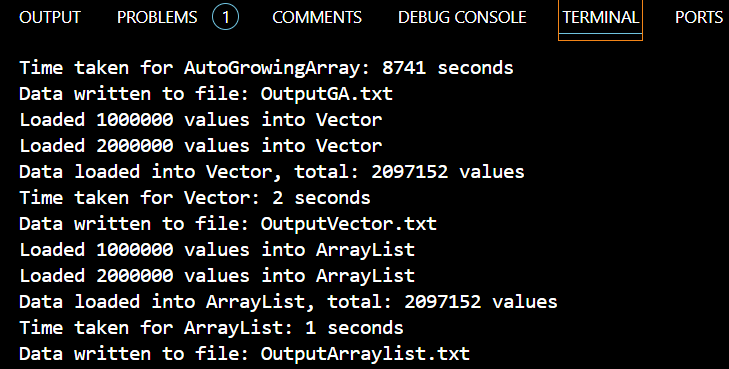 OUTPUT PROBLEMS 1 COMMENTS DEBUG CONSOLE TERMINAL PORTS
Time taken for AutoGrowingArray: 8741 seconds
Data written to file: OutputGA.txt
Loaded 1000000 values into Vector
Loaded 2000000 values into Vector
Data loaded into Vector, total: 2097152 values
Time taken for Vector: 2 seconds
Data written to file: OutputVector.txt
Loaded 1000000 values into ArrayList
Loaded 2000000 values into ArrayList
Data loaded into ArrayList, total: 2097152 values
Time taken for ArrayList: 1 seconds
Data written to file: OutputArraylist.txt